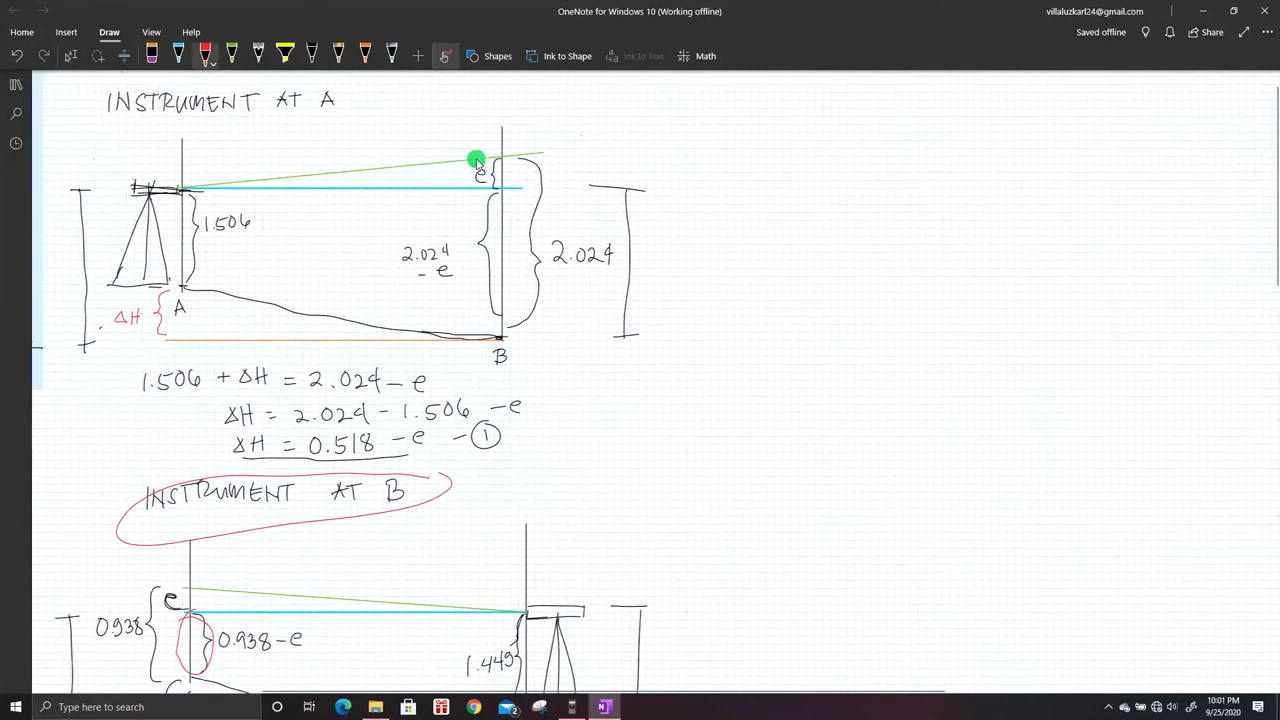 OneNote for Windows 10 (Working offline)
villaluzkarl24@gmail.com
Home Insert Draw View Help
Saved offline Share
Shapes Ink to Shape Ink to Text Math
INSTRUMENT AT A
e
1.506
2.024
- e
2.024
A
ΔH
B
1.506 + ΔH = 2.024 - e
ΔH = 2.024 - 1.506 - e
ΔH = 0.518 - e - ①
INSTRUMENT AT B
e
0.938
0.938 - e
1.449
Type here to search
10:01 PM
9/25/2020